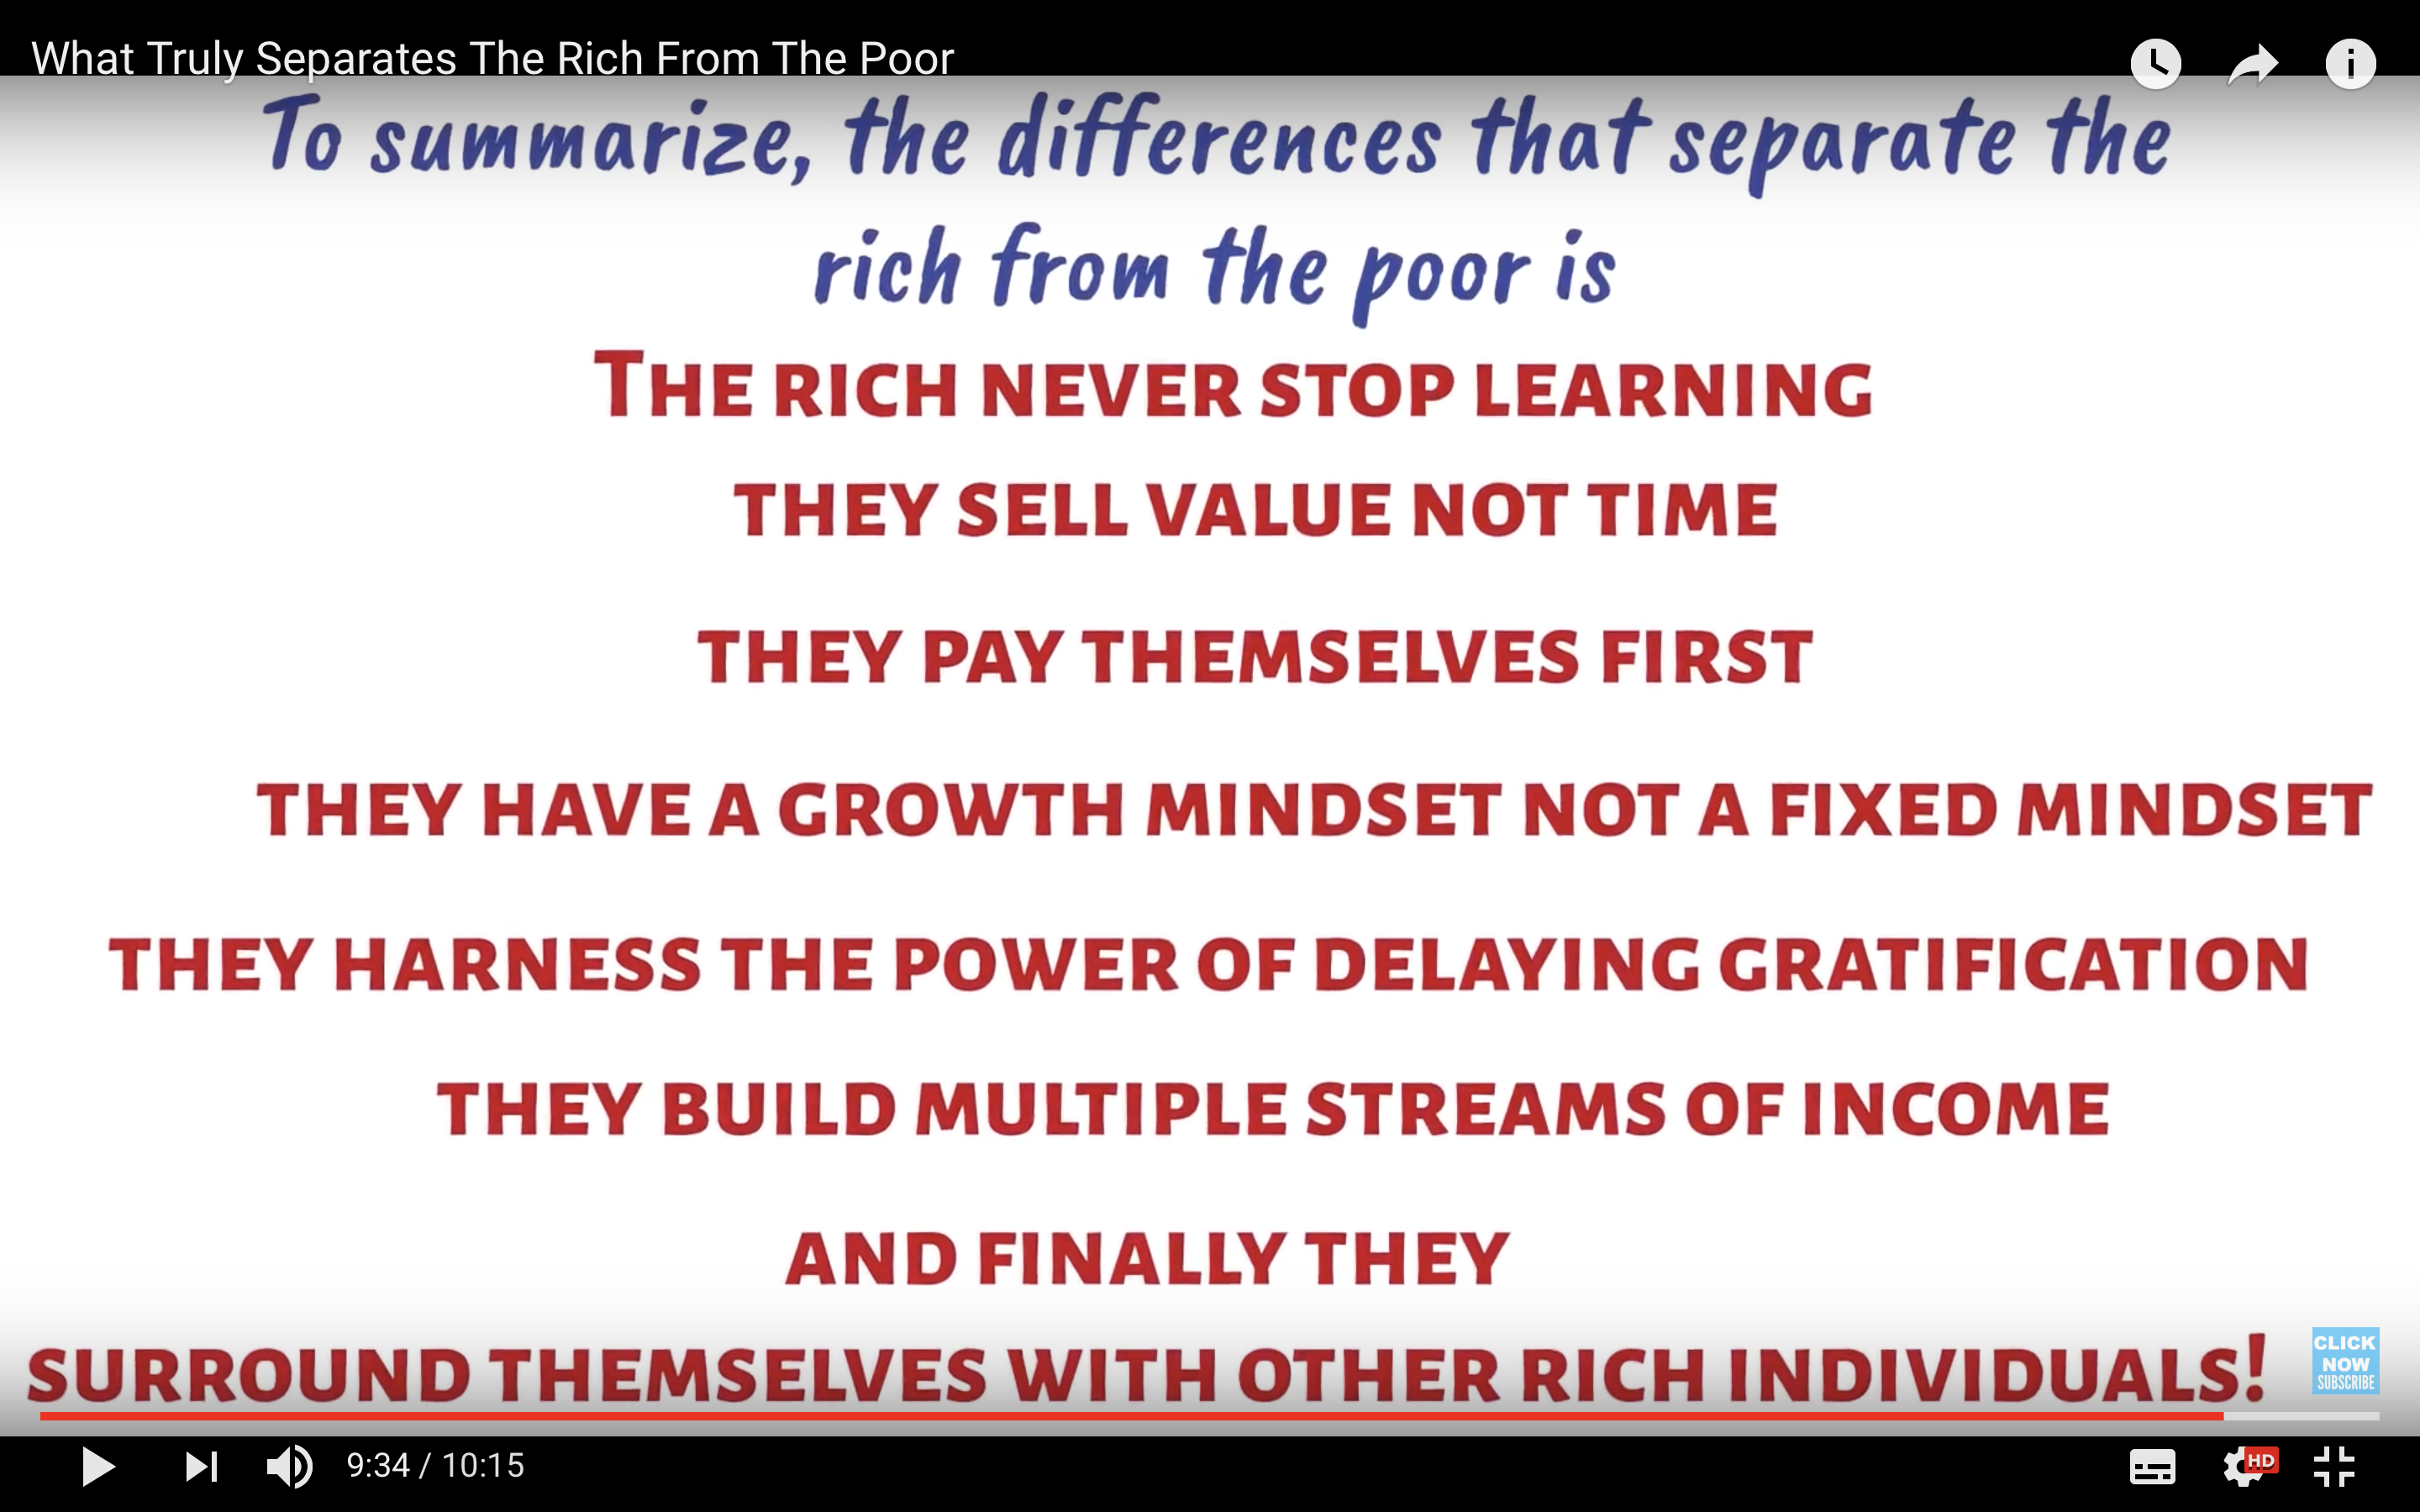 What Truly Separates The Rich From The Poor
To summarize, the differences that separate the
rich from the poor is
THE RICH NEVER STOP LEARNING
THEY SELL VALUE NOT TIME
THEY PAY THEMSELVES FIRST
THEY HAVE A GROWTH MINDSET NOT A FIXED MINDSET
THEY HARNESS THE POWER OF DELAYING GRATIFICATION
THEY BUILD MULTIPLE STREAMS OF INCOME
AND FINALLY THEY
SURROUND THEMSELVES WITH OTHER RICH INDIVIDUALS!
CLICK
NOW
SUBSCRIBE
9:34 / 10:15
HD